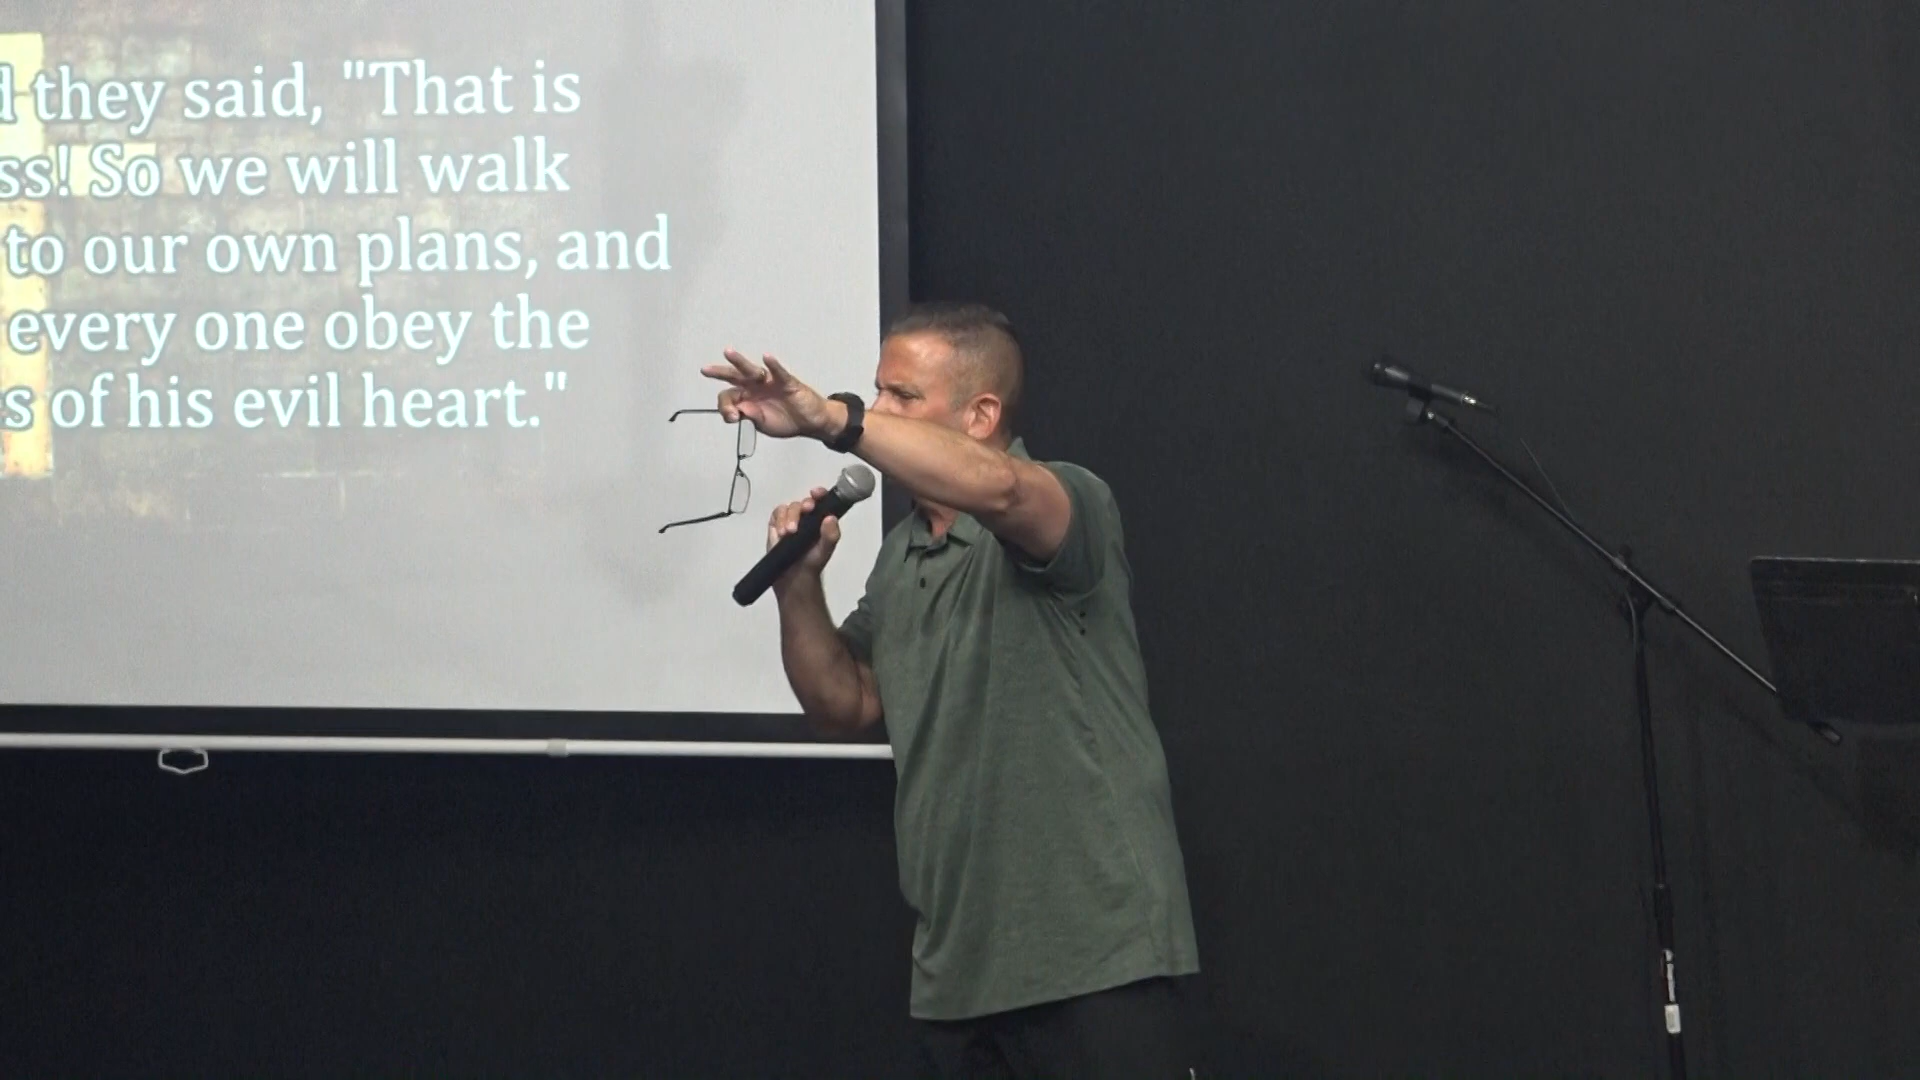 they said, "That is
So we will walk
to our own plans, and
every one obey the
of his evil heart."